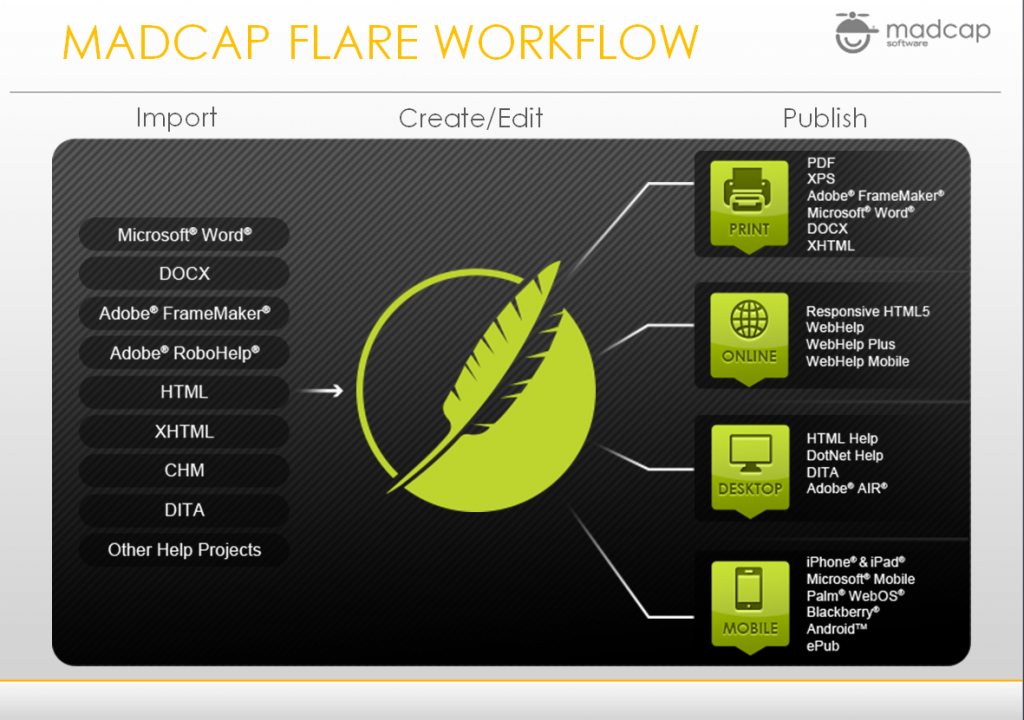 MADCAP FLARE WORKFLOW
madcap
software
Import
Create/Edit
Publish
Microsoft® Word®
DOCX
Adobe® FrameMaker®
Adobe® RoboHelp®
HTML
XHTML
CHM
DITA
Other Help Projects
PRINT
PDF
XPS
Adobe® FrameMaker®
Microsoft® Word®
DOCX
XHTML
ONLINE
Responsive HTML5
WebHelp
WebHelp Plus
WebHelp Mobile
DESKTOP
HTML Help
DotNet Help
DITA
Adobe® AIR®
MOBILE
iPhone® & iPad®
Microsoft® Mobile
Palm® WebOS®
Blackberry®
Android™
ePub